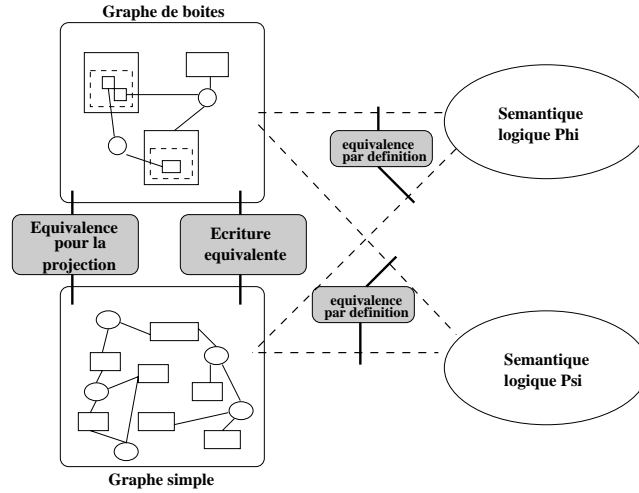 Graphe de boites
Semantique
logique Phi
equivalence
par definition
Equivalence
pour la
projection
Ecriture
equivalente
equivalence
par definition
Semantique
logique Psi
Graphe simple